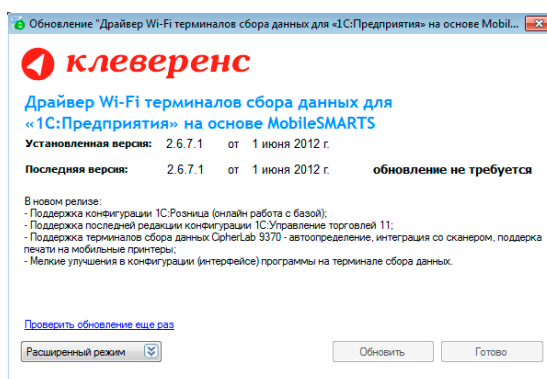 Обновление "Драйвер Wi-Fi терминалов сбора данных для «1С:Предприятия» на основе Mobil...
клеверенс
Драйвер Wi-Fi терминалов сбора данных для
«1С:Предприятия» на основе MobileSMARTS
Установленная версия: 2.6.7.1 от 1 июня 2012 г.
Последняя версия: 2.6.7.1 от 1 июня 2012 г. обновление не требуется
В новом релизе:
- Поддержка конфигурации 1С:Розница (онлайн работа с базой);
- Поддержка последней редакции конфигурации 1С:Управление торговлей 11;
- Поддержка терминалов сбора данных CipherLab 9370 - автоопределение, интеграция со сканером, поддерка
печати на мобильные принтеры;
- Мелкие улучшения в конфигурации (интерфейсе) программы на терминале сбора данных.
Проверить обновление еще раз
Расширенный режим
Обновить
Готово